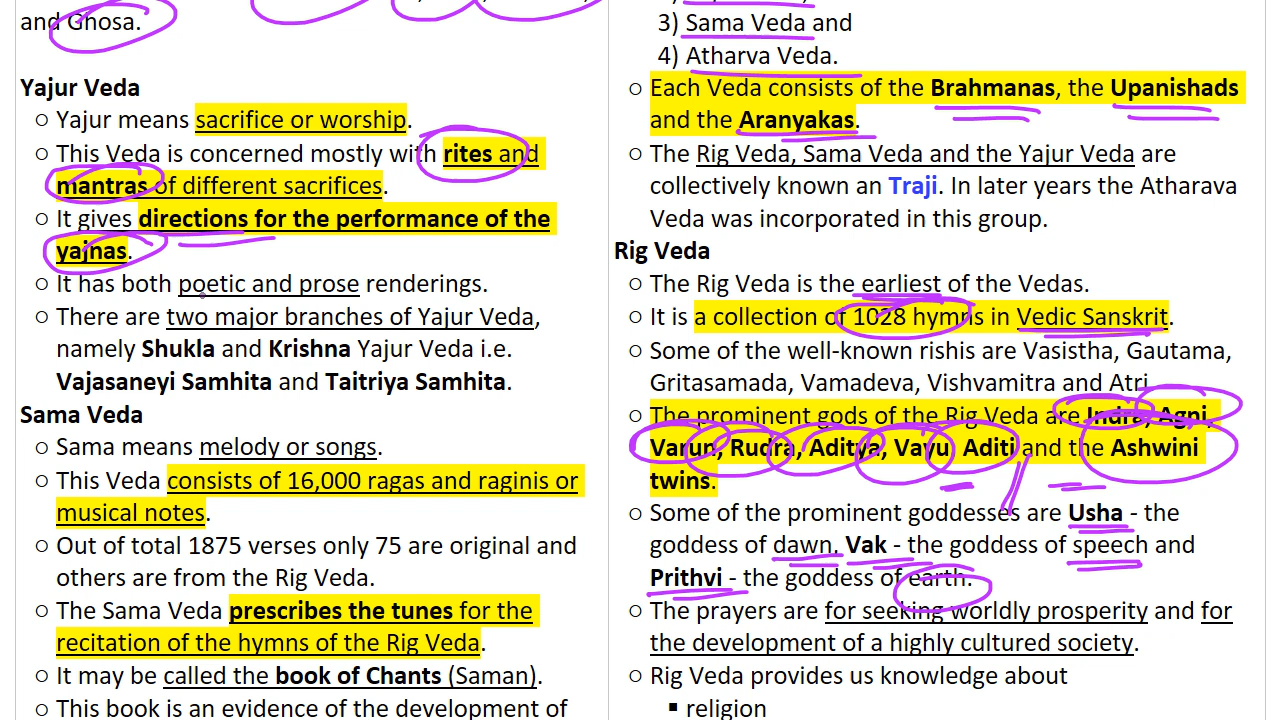 and Ghosa.
Yajur Veda
○ Yajur means sacrifice or worship.
○ This Veda is concerned mostly with rites and
mantras of different sacrifices.
○ It gives directions for the performance of the
yajnas.
○ It has both poetic and prose renderings.
○ There are two major branches of Yajur Veda,
namely Shukla and Krishna Yajur Veda i.e.
Vajasaneyi Samhita and Taitriya Samhita.
Sama Veda
○ Sama means melody or songs.
○ This Veda consists of 16,000 ragas and raginis or
musical notes.
○ Out of total 1875 verses only 75 are original and
others are from the Rig Veda.
○ The Sama Veda prescribes the tunes for the
recitation of the hymns of the Rig Veda.
○ It may be called the book of Chants (Saman).
○ This book is an evidence of the development of
3) Sama Veda and
4) Atharva Veda.
○ Each Veda consists of the Brahmanas, the Upanishads
and the Aranyakas.
○ The Rig Veda, Sama Veda and the Yajur Veda are
collectively known an Traji. In later years the Atharava
Veda was incorporated in this group.
Rig Veda
○ The Rig Veda is the earliest of the Vedas.
○ It is a collection of 1028 hymns in Vedic Sanskrit.
○ Some of the well-known rishis are Vasistha, Gautama,
Gritasamada, Vamadeva, Vishvamitra and Atri.
○ The prominent gods of the Rig Veda are Indra, Agni,
Varun, Rudra, Aditya, Vayu, Aditi and the Ashwini
twins.
○ Some of the prominent goddesses are Usha - the
goddess of dawn, Vak - the goddess of speech and
Prithvi - the goddess of earth.
○ The prayers are for seeking worldly prosperity and for
the development of a highly cultured society.
○ Rig Veda provides us knowledge about
▪ religion